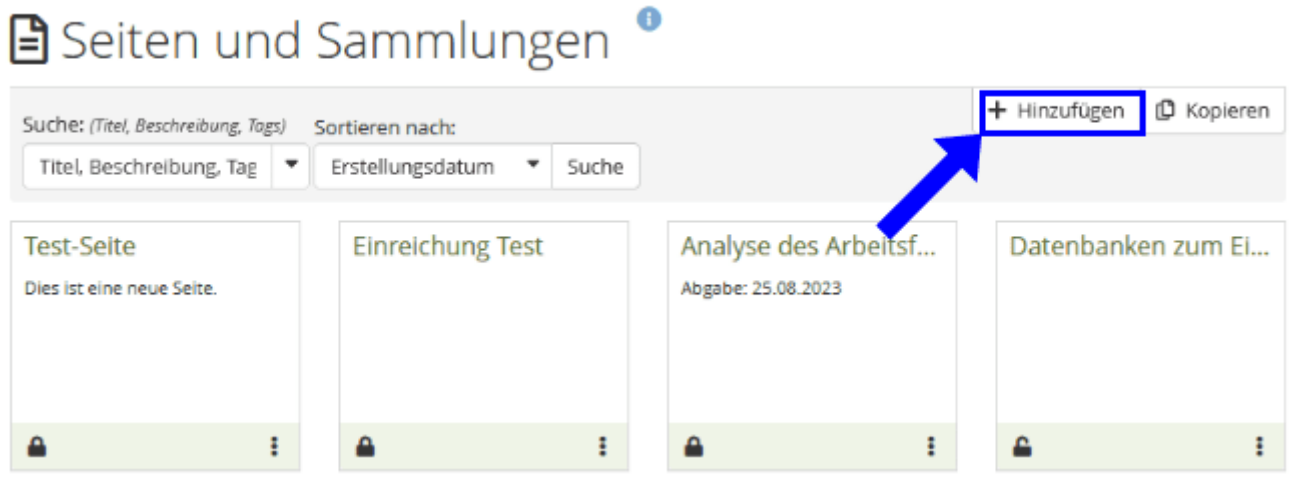 Seiten und Sammlungen
+ Hinzufügen
Kopieren
Suche: (Titel, Beschreibung, Tags)
Sortieren nach:
Titel, Beschreibung, Tag
Erstellungsdatum
Suche
Test-Seite
Dies ist eine neue Seite.
Einreichung Test
Analyse des Arbeitsf...
Abgabe: 25.08.2023
Datenbanken zum Ei...